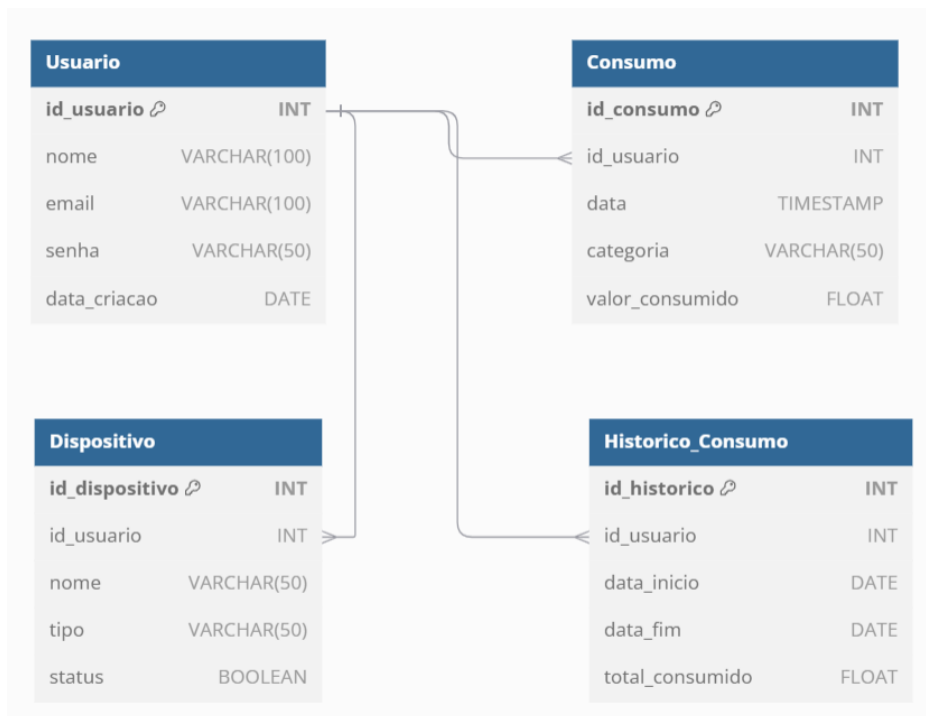 Usuario
id_usuario INT
nome VARCHAR(100)
email VARCHAR(100)
senha VARCHAR(50)
data_criacao DATE
Consumo
id_consumo INT
id_usuario INT
data TIMESTAMP
categoria VARCHAR(50)
valor_consumido FLOAT
Dispositivo
id_dispositivo INT
id_usuario INT
nome VARCHAR(50)
tipo VARCHAR(50)
status BOOLEAN
Historico_Consumo
id_historico INT
id_usuario INT
data_inicio DATE
data_fim DATE
total_consumido FLOAT